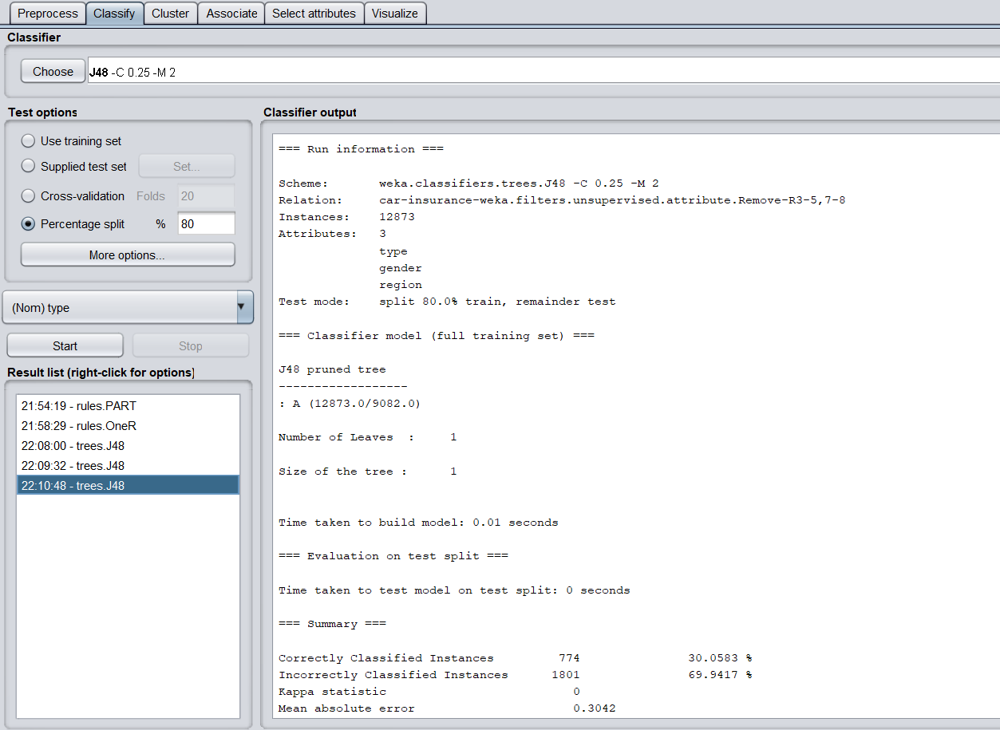 Preprocess Classify Cluster Associate Select attributes Visualize
Classifier
Choose J48 -C 0.25 -M 2
Test options
Use training set
Supplied test set Set...
Cross-validation Folds 20
Percentage split % 80
More options...
(Nom) type
Start Stop
Result list (right-click for options)
21:54:19 - rules.PART
21:58:29 - rules.OneR
22:08:00 - trees.J48
22:09:32 - trees.J48
22:10:48 - trees.J48
Classifier output
=== Run information ===
Scheme: weka.classifiers.trees.J48 -C 0.25 -M 2
Relation: car-insurance-weka.filters.unsupervised.attribute.Remove-R3-5,7-8
Instances: 12873
Attributes: 3
type
gender
region
Test mode: split 80.0% train, remainder test
=== Classifier model (full training set) ===
J48 pruned tree
------------------
: A (12873.0/9082.0)
Number of Leaves : 1
Size of the tree : 1
Time taken to build model: 0.01 seconds
=== Evaluation on test split ===
Time taken to test model on test split: 0 seconds
=== Summary ===
Correctly Classified Instances 774 30.0583 %
Incorrectly Classified Instances 1801 69.9417 %
Kappa statistic 0
Mean absolute error 0.3042